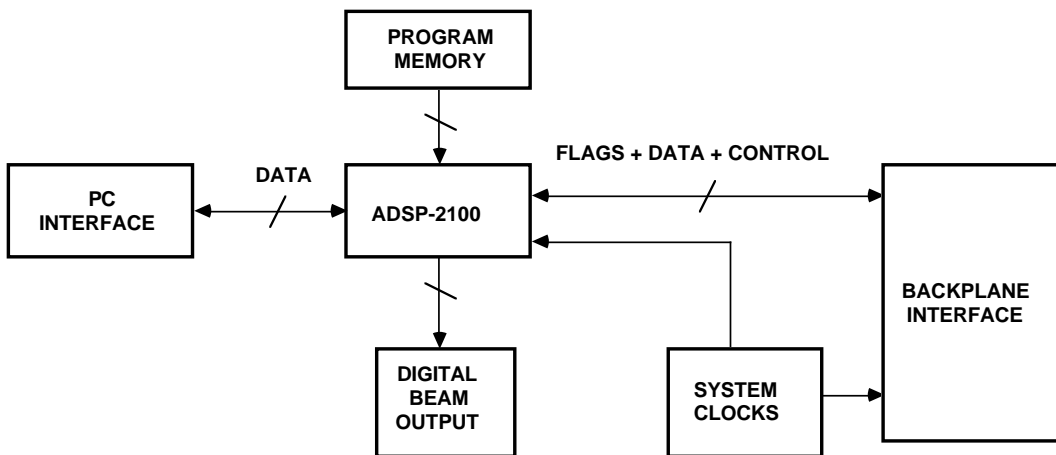 PROGRAM
MEMORY
FLAGS + DATA + CONTROL
DATA
PC
INTERFACE
ADSP-2100
BACKPLANE
INTERFACE
DIGITAL
BEAM
OUTPUT
SYSTEM
CLOCKS